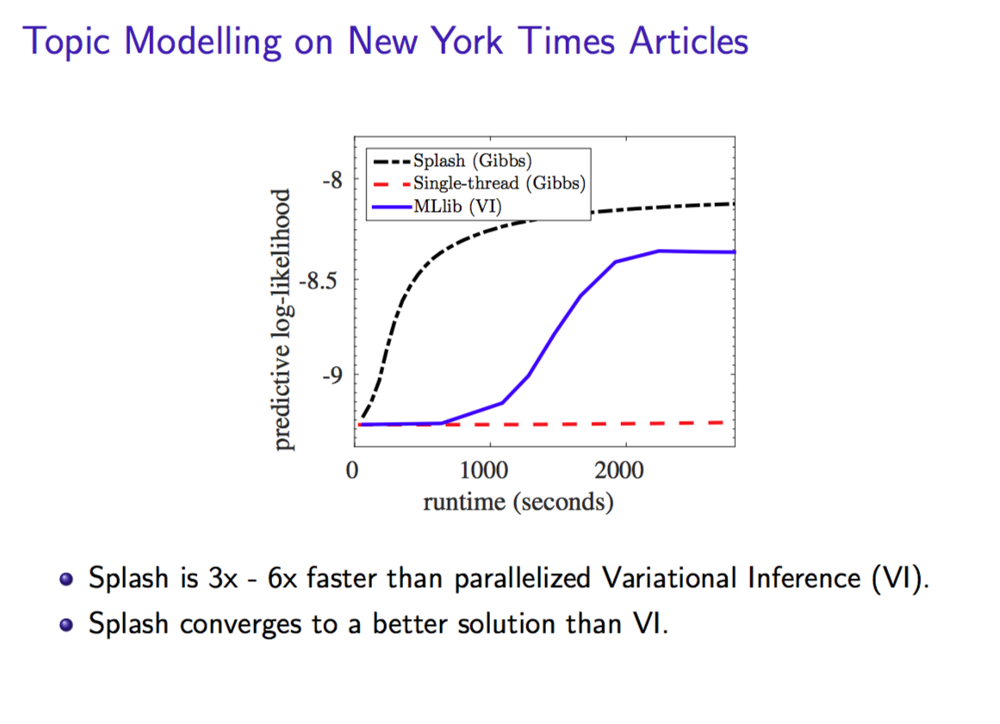 Topic Modelling on New York Times Articles
Splash (Gibbs)
Single-thread (Gibbs)
MLlib (VI)
-8
-8.5
-9
predictive log-likelihood
0 1000 2000
runtime (seconds)
Splash is 3x - 6x faster than parallelized Variational Inference (VI).
Splash converges to a better solution than VI.